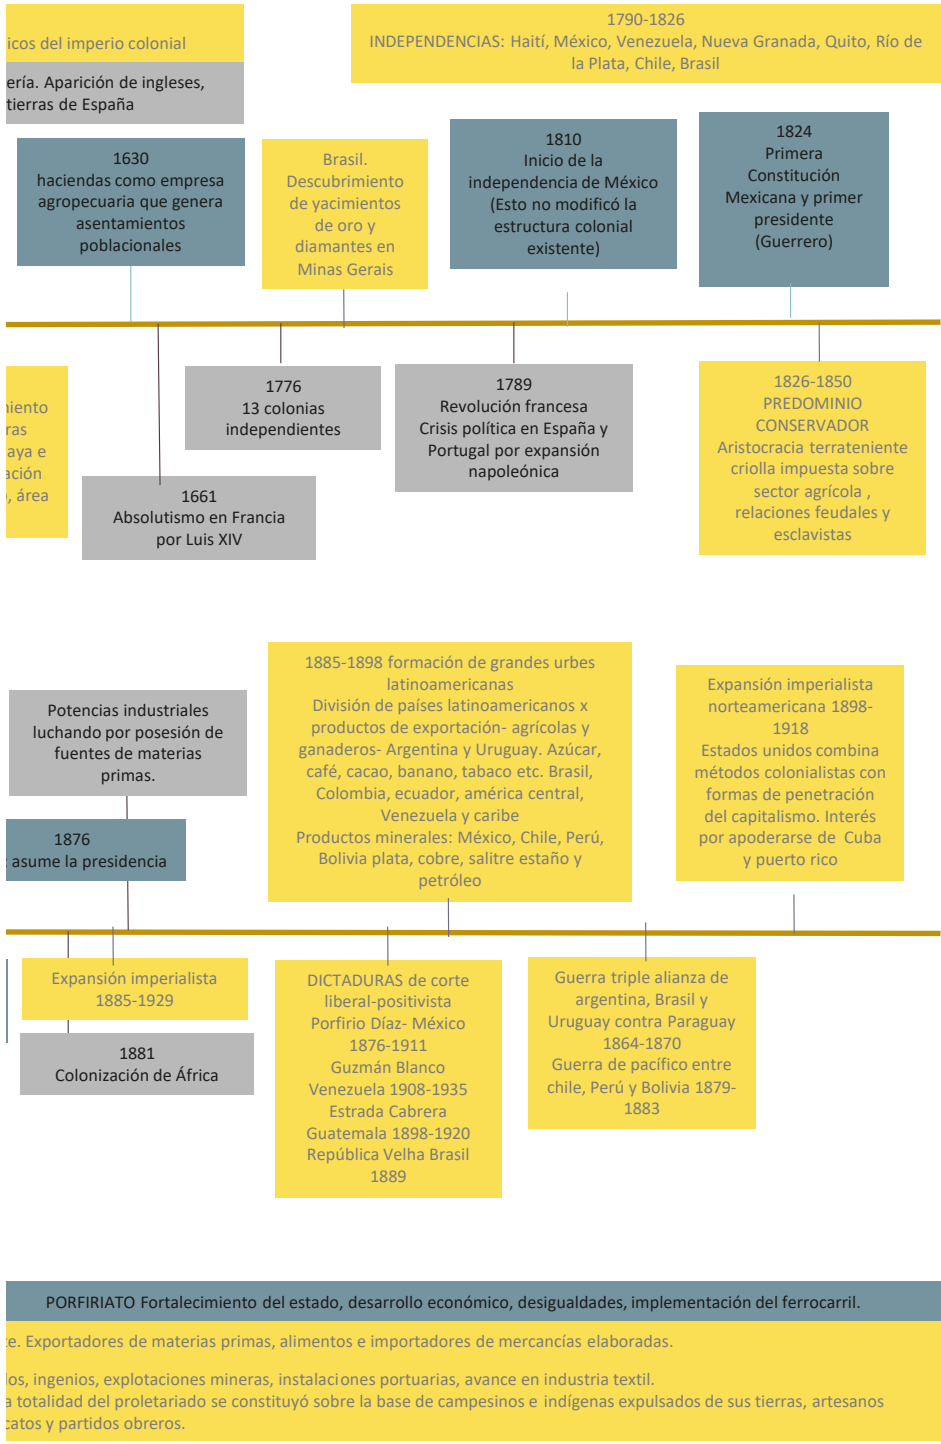 icos del imperio colonial
ería. Aparición de ingleses,
tierras de España
1790-1826
INDEPENDENCIAS: Haití, México, Venezuela, Nueva Granada, Quito, Río de
la Plata, Chile, Brasil
1630
haciendas como empresa
agropecuaria que genera
asentamientos
poblacionales
Brasil.
Descubrimiento
de yacimientos
de oro y
diamantes en
Minas Gerais
1810
Inicio de la
independencia de México
(Esto no modificó la
estructura colonial
existente)
1824
Primera
Constitución
Mexicana y primer
presidente
(Guerrero)
niento
ras
aya e
ación
, área
1661
Absolutismo en Francia
por Luis XIV
1776
13 colonias
independientes
1789
Revolución francesa
Crisis política en España y
Portugal por expansión
napoleónica
1826-1850
PREDOMINIO
CONSERVADOR
Aristocracia terrateniente
criolla impuesta sobre
sector agrícola ,
relaciones feudales y
esclavistas
Potencias industriales
luchando por posesión de
fuentes de materias
primas.
1876
asume la presidencia
1885-1898 formación de grandes urbes
latinoamericanas
División de países latinoamericanos x
productos de exportación- agrícolas y
ganaderos- Argentina y Uruguay. Azúcar,
café, cacao, banano, tabaco etc. Brasil,
Colombia, ecuador, américa central,
Venezuela y caribe
Productos minerales: México, Chile, Perú,
Bolivia plata, cobre, salitre estaño y
petróleo
Expansión imperialista
norteamericana 1898-
1918
Estados unidos combina
métodos colonialistas con
formas de penetración
del capitalismo. Interés
por apoderarse de Cuba
y puerto rico
Expansión imperialista
1885-1929
1881
Colonización de África
DICTADURAS de corte
liberal-positivista
Porfirio Díaz- México
1876-1911
Guzmán Blanco
Venezuela 1908-1935
Estrada Cabrera
Guatemala 1898-1920
República Velha Brasil
1889
Guerra triple alianza de
argentina, Brasil y
Uruguay contra Paraguay
1864-1870
Guerra de pacífico entre
chile, Perú y Bolivia 1879-
1883
PORFIRIATO Fortalecimiento del estado, desarrollo económico, desigualdades, implementación del ferrocarril.
e. Exportadores de materias primas, alimentos e importadores de mercancías elaboradas.
los, ingenios, explotaciones mineras, instalaciones portuarias, avance en industria textil.
a totalidad del proletariado se constituyó sobre la base de campesinos e indígenas expulsados de sus tierras, artesanos
catos y partidos obreros.